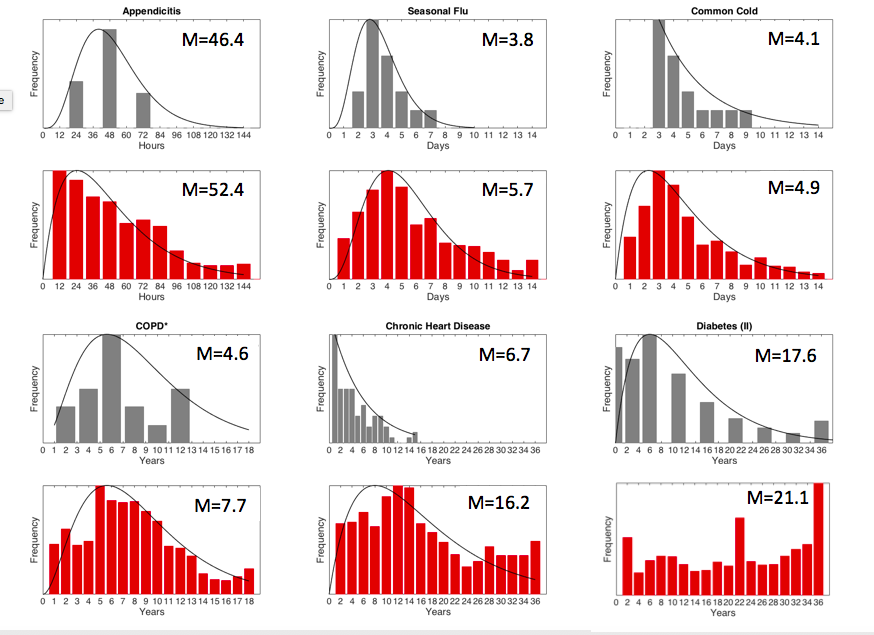 Appendicitis
M=46.4
Frequency
0 12 24 36 48 60 72 84 96 108 120 132 144
Hours
Seasonal Flu
M=3.8
Frequency
0 1 2 3 4 5 6 7 8 9 10 12 13 14
Days
Common Cold
M=4.1
Frequency
0 1 2 3 4 5 6 7 8 9 10 12 13 14
Days
e
M=52.4
Frequency
0 12 24 36 48 60 72 84 96 108 120 132 144
Hours
M=5.7
Frequency
0 1 2 3 4 5 6 7 8 9 10 12 13 14
Days
M=4.9
Frequency
0 1 2 3 4 5 6 7 8 9 10 12 13 14
Days
COPD*
M=4.6
Frequency
0 1 2 3 4 5 6 7 8 9 10 11 12 13 14 15 16 17 18
Years
Chronic Heart Disease
M=6.7
Frequency
0 2 4 6 8 10 12 14 16 18 20 22 24 26 28 30 32 34 36
Years
Diabetes (II)
M=17.6
Frequency
0 2 4 6 8 10 12 14 16 18 20 22 24 26 28 30 32 34 36
Years
M=7.7
Frequency
0 1 2 3 4 5 6 7 8 9 10 11 12 13 14 15 16 17 18
Years
M=16.2
Frequency
0 2 4 6 8 10 12 14 16 18 20 22 24 26 28 30 32 34 36
Years
M=21.1
Frequency
0 2 4 6 8 10 12 14 16 18 20 22 24 26 28 30 32 34 36
Years